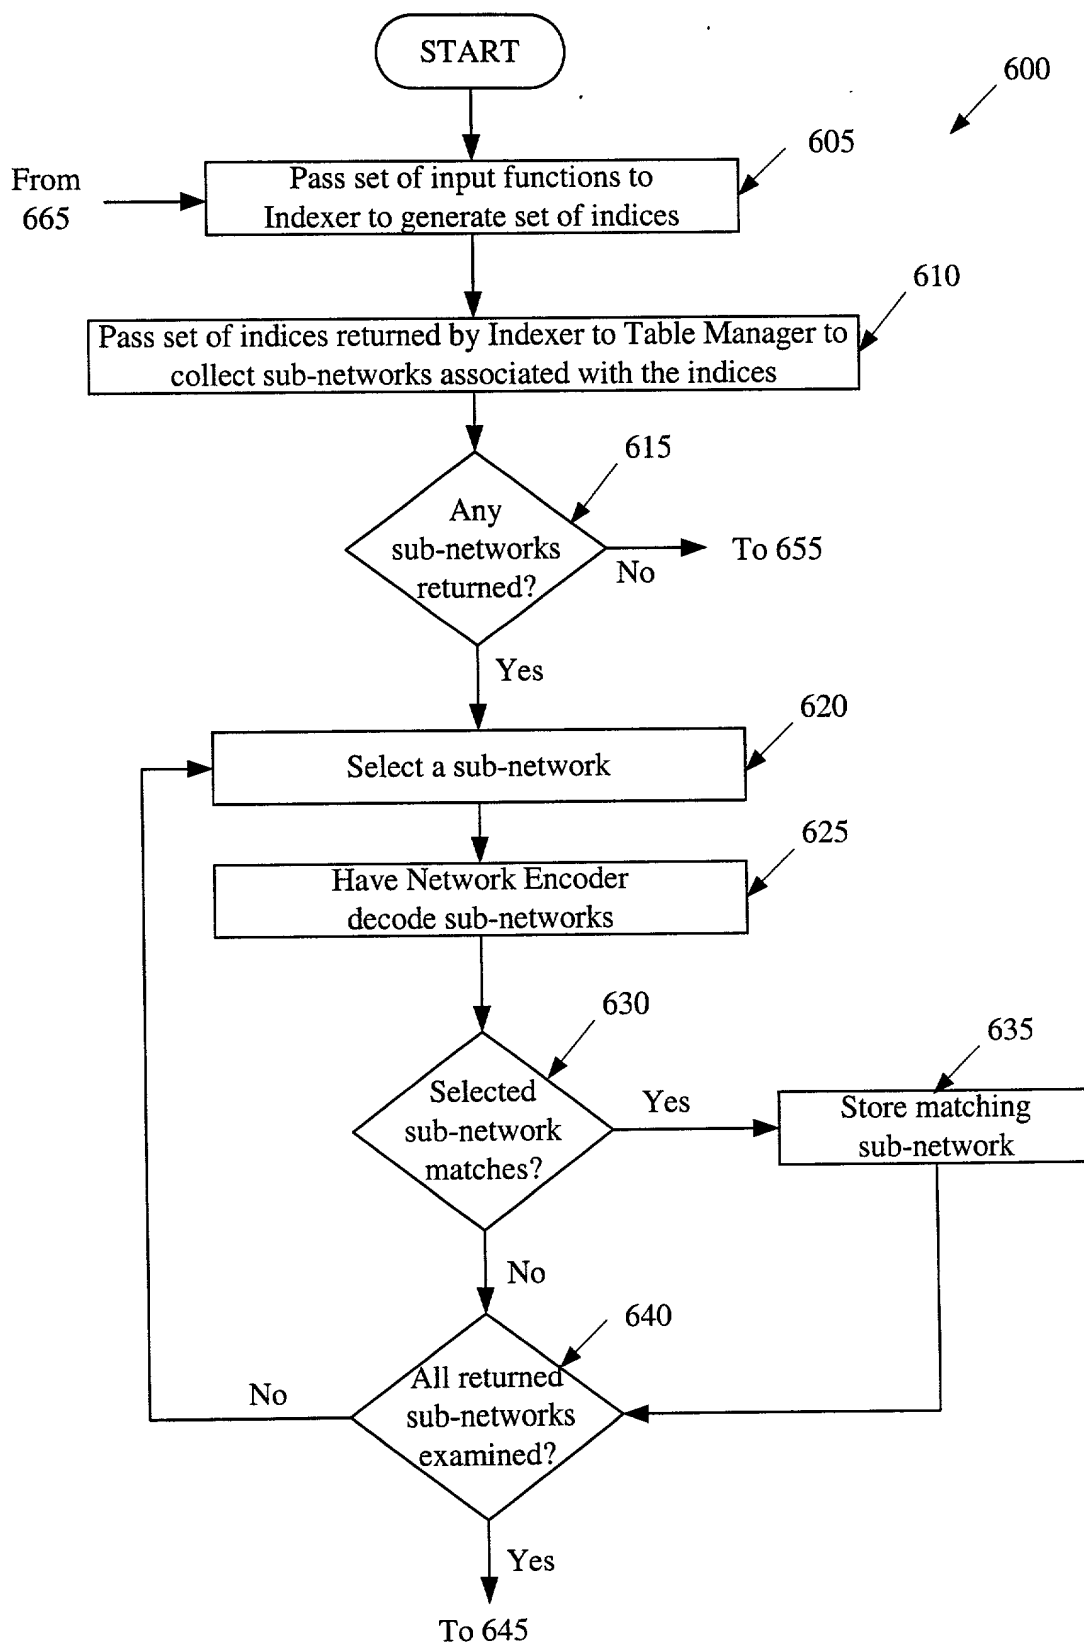 START
600
605
From
665
Pass set of input functions to
Indexer to generate set of indices
610
Pass set of indices returned by Indexer to Table Manager to
collect sub-networks associated with the indices
615
Any
sub-networks
returned?
No
To 655
Yes
620
Select a sub-network
625
Have Network Encoder
decode sub-networks
630
635
Selected
sub-network
matches?
Yes
Store matching
sub-network
No
640
All returned
sub-networks
examined?
No
Yes
To 645